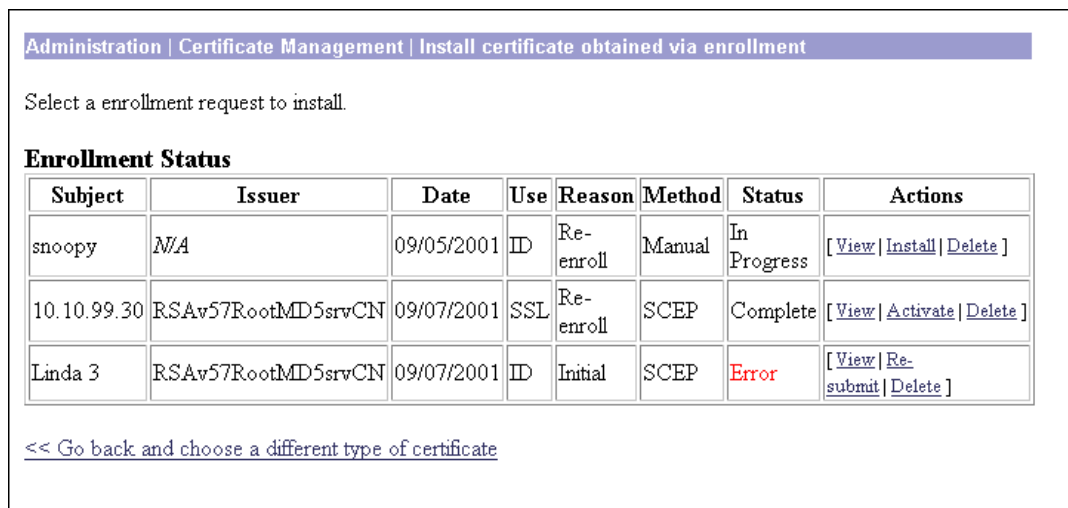 Administration | Certificate Management | Install certificate obtained via enrollment
Select a enrollment request to install.
Enrollment Status
Subject Issuer Date Use Reason Method Status Actions
snoopy N/A 09/05/2001 ID Re-enroll Manual In Progress [ View | Install | Delete ]
10.10.99.30 RSAv57RootMD5srvCN 09/07/2001 SSL Re-enroll SCEP Complete [ View | Activate | Delete ]
Linda 3 RSAv57RootMD5srvCN 09/07/2001 ID Initial SCEP Error [ View | Re-submit | Delete ]
<< Go back and choose a different type of certificate